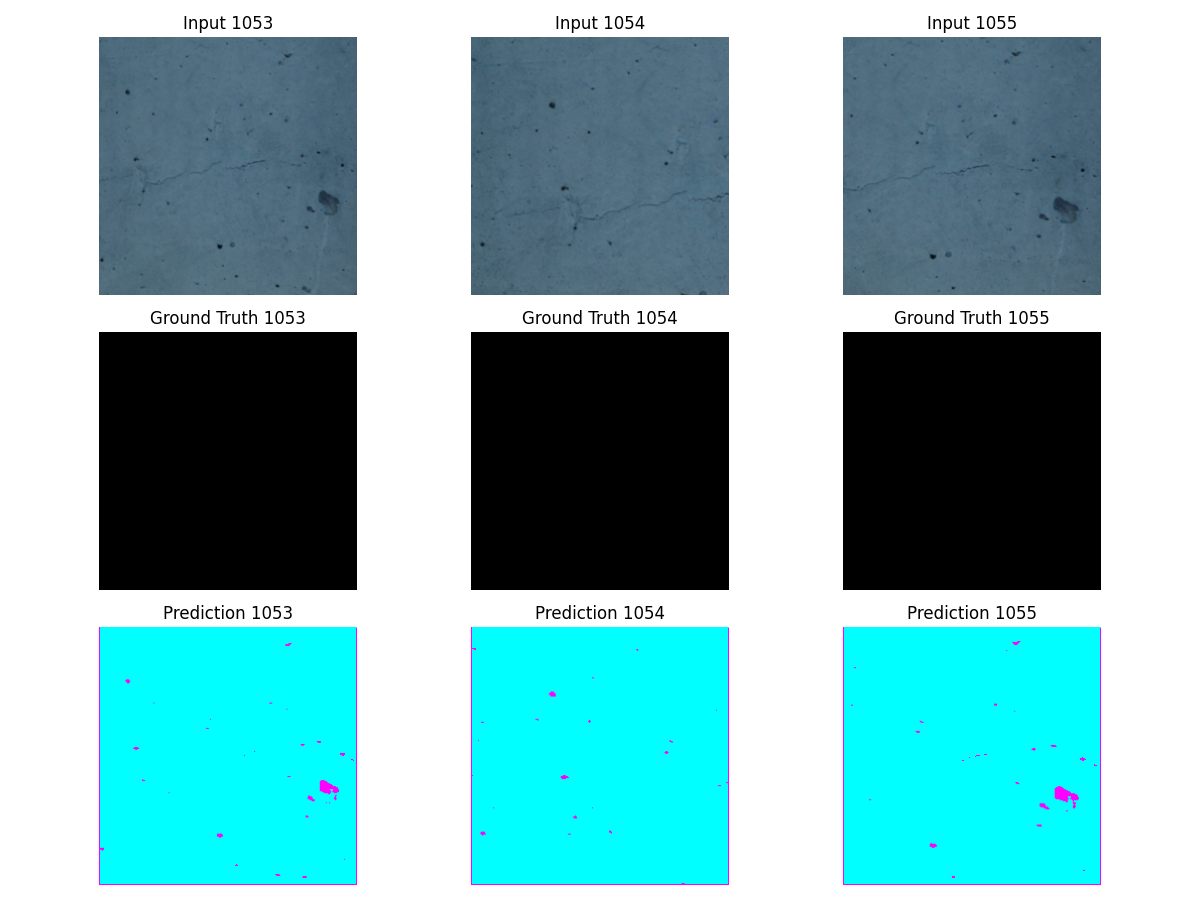 Input 1053
Input 1054
Input 1055
Ground Truth 1053
Ground Truth 1054
Ground Truth 1055
Prediction 1053
Prediction 1054
Prediction 1055